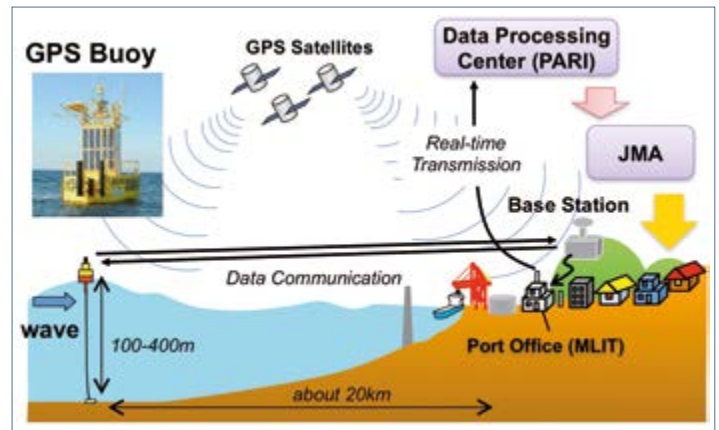 GPS Buoy
GPS Satellites
Data Processing
Center (PARI)
Real-time
Transmission
JMA
Base Station
Data Communication
wave
100-400m
Port Office (MLIT)
about 20km